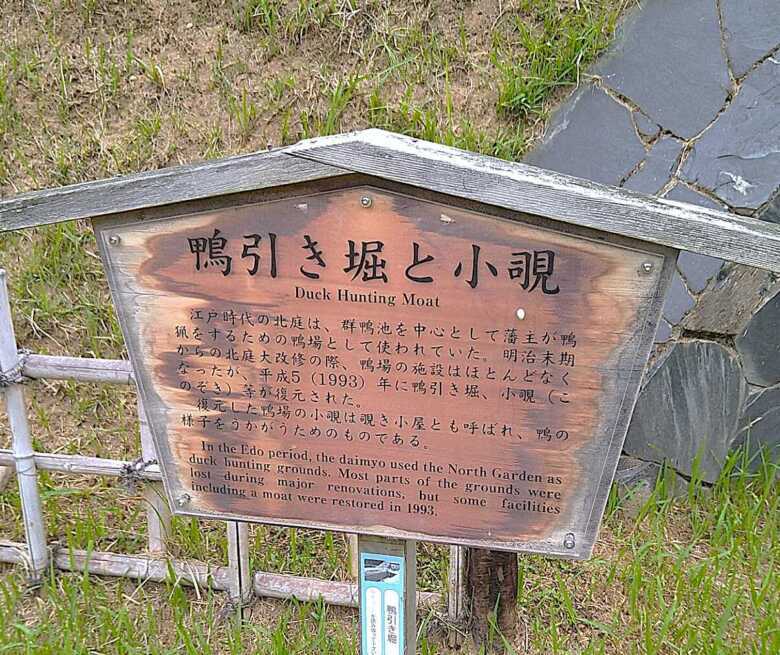 鴨引き堀と小覗
Duck Hunting Moat
江戸時代の北庭は、群鴨池を中心として藩主が鴨
猟をするための鴨場として使われていた。明治末期
からの北庭大改修の際、鴨場の施設はほとんどなく
なったが、平成5（1993）年に鴨引き堀、小覗（こ
のぞき）等が復元された。
復元した鴨場の小覗は覗き小屋とも呼ばれ、鴨の
様子をうかがうためのものである。
In the Edo period, the daimyo used the North Garden as
duck hunting grounds. Most parts of the grounds were
lost during major renovations, but some facilities
including a moat were restored in 1993.
鴨引き堀